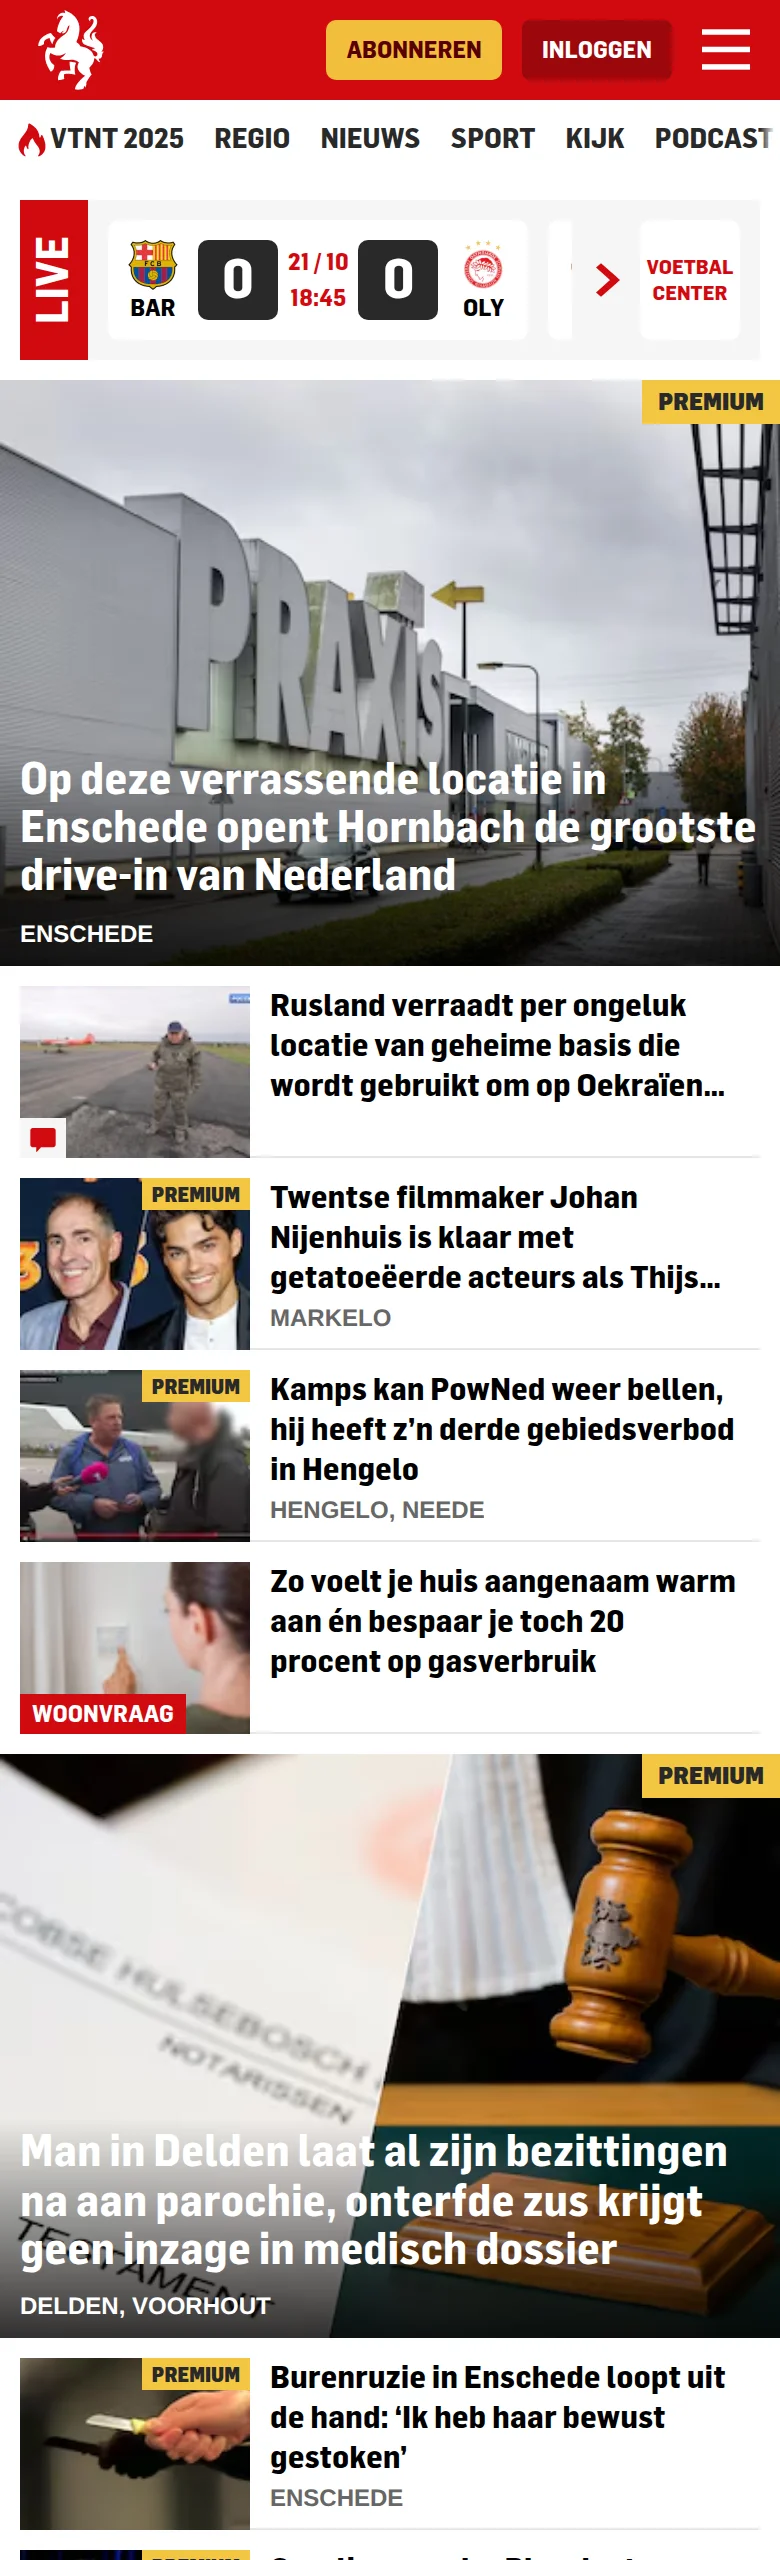 ABONNEREN
INLOGGEN
VTNT 2025 REGIO NIEUWS SPORT KIJK PODCAST
LIVE
BAR
0
21 / 10
18:45
0
OLY
VOETBAL
CENTER
PREMIUM
PRAXIS
Op deze verrassende locatie in
Enschede opent Hornbach de grootste
drive-in van Nederland
ENSCHEDE
Rusland verraadt per ongeluk
locatie van geheime basis die
wordt gebruikt om op Oekraïen...
PREMIUM
Twentse filmmaker Johan
Nijenhuis is klaar met
getatoeëerde acteurs als Thijs...
MARKELO
PREMIUM
Kamps kan PowNed weer bellen,
hij heeft z’n derde gebiedsverbod
in Hengelo
HENGELO, NEEDE
Zo voelt je huis aangenaam warm
aan én bespaar je toch 20
procent op gasverbruik
WOONVRAAG
PREMIUM
HULSEBOSCH
NOTARISSEN
TESTAMENT
Man in Delden laat al zijn bezittingen
na aan parochie, onterfde zus krijgt
geen inzage in medisch dossier
DELDEN, VOORHOUT
PREMIUM
Burenruzie in Enschede loopt uit
de hand: ‘Ik heb haar bewust
gestoken’
ENSCHEDE